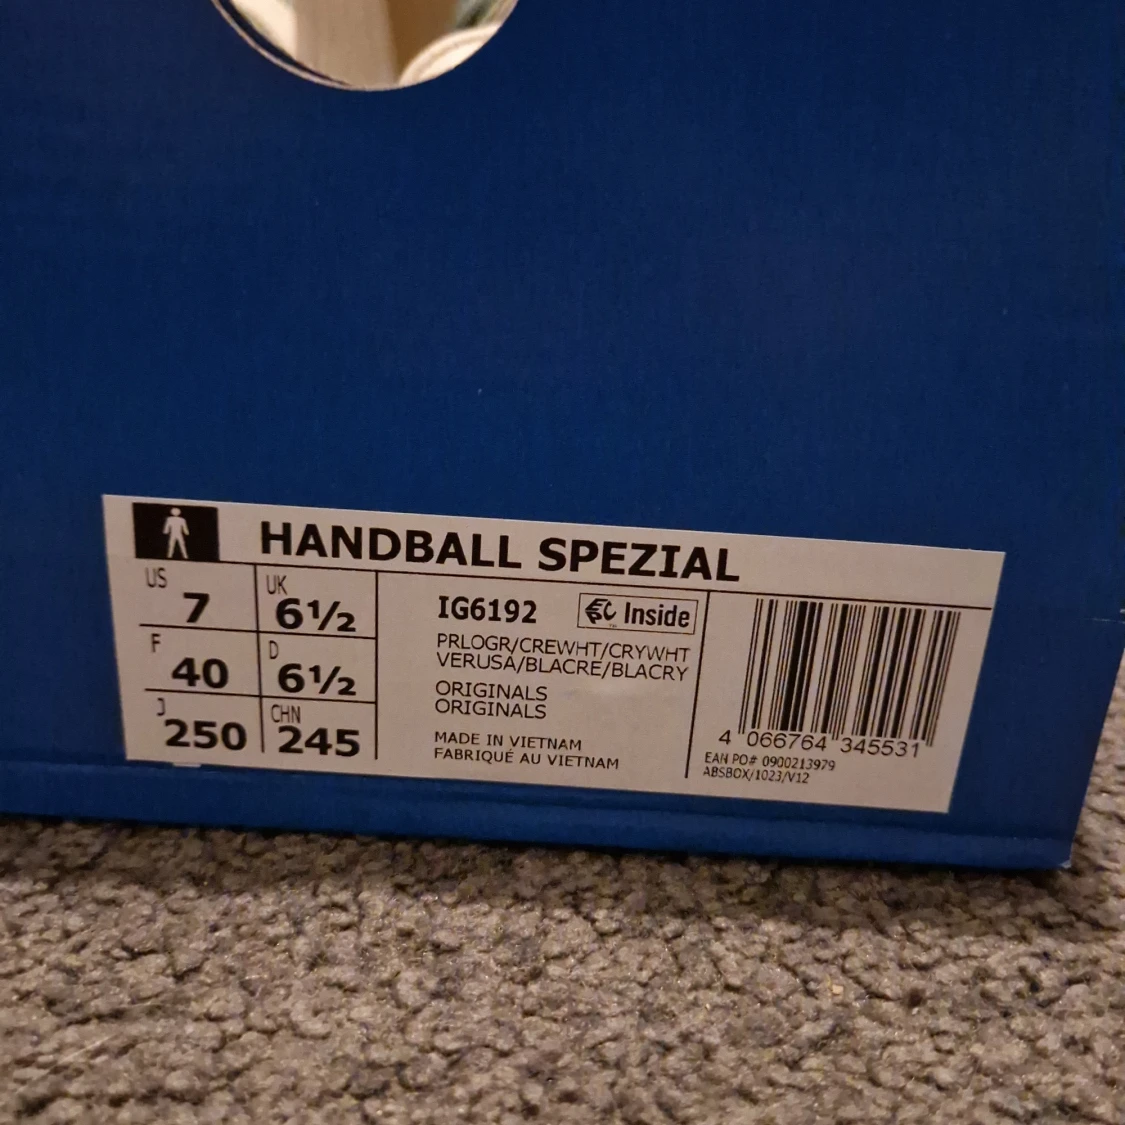 HANDBALL SPEZIAL
US 7 UK 6½
F 40 D 6½
J 250 CHN 245
IG6192 Inside
PRLOGR/CREWHT/CRYWHT
VERUSA/BLACRE/BLACRY
ORIGINALS
ORIGINALS
MADE IN VIETNAM
FABRIQUÉ AU VIETNAM
4 066764 345531
EAN PO# 0900213979
ABSBOX/1023/V12